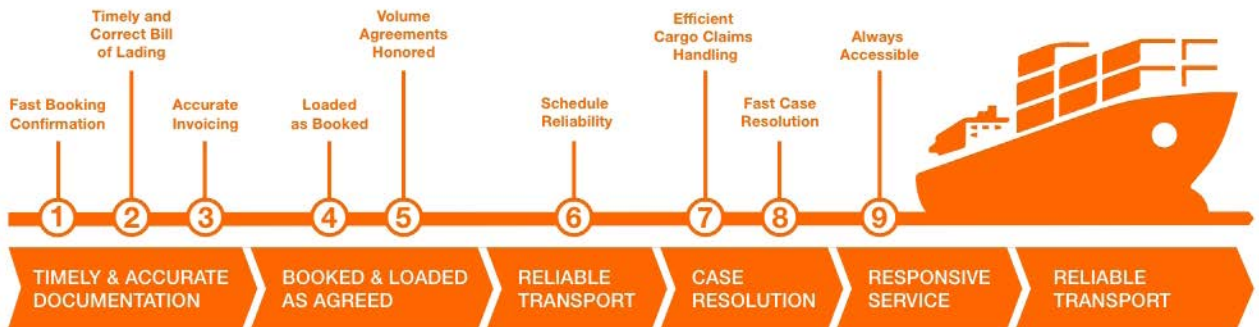 Fast Booking
Confirmation
Timely and
Correct Bill
of Lading
Accurate
Invoicing
Loaded
as Booked
Volume
Agreements
Honored
Schedule
Reliability
Efficient
Cargo Claims
Handling
Fast Case
Resolution
Always
Accessible
1
2
3
4
5
6
7
8
9
TIMELY & ACCURATE
DOCUMENTATION
BOOKED & LOADED
AS AGREED
RELIABLE
TRANSPORT
CASE
RESOLUTION
RESPONSIVE
SERVICE
RELIABLE
TRANSPORT